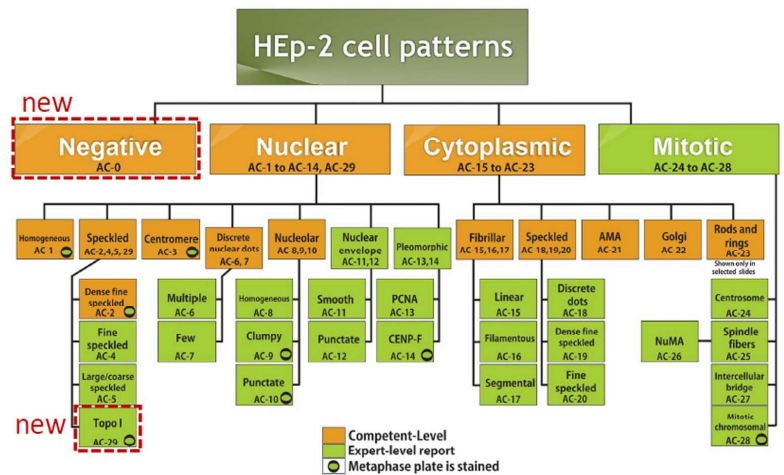 HEp-2 cell patterns
new
Negative
AC-0
Nuclear
AC-1 to AC-14, AC-29
Cytoplasmic
AC-15 to AC-23
Mitotic
AC-24 to AC-28
Homogeneous
AC 1
Speckled
AC-2,4,5, 29
Centromere
AC-3
Discrete
nuclear dots
AC-6, 7
Nucleolar
AC- 8,9,10
Nuclear
envelope
AC-11,12
Pleomorphic
AC-13,14
Fibrillar
AC- 15,16,17
Speckled
AC 18,19,20
AMA
AC-21
Golgi
AC-22
Rods and
rings
AC-23
Shown only in
selected slides
Dense fine
speckled
AC-2
Fine
speckled
AC-4
Large/coarse
speckled
AC-5
new
Topo I
AC-29
Multiple
AC-6
Few
AC-7
Homogeneous
AC-8
Clumpy
AC-9
Punctate
AC-10
Smooth
AC-11
Punctate
AC-12
PCNA
AC-13
CENP-F
AC-14
Linear
AC-15
Filamentous
AC-16
Segmental
AC-17
Discrete
dots
AC-18
Dense fine
speckled
AC-19
Fine
speckled
AC-20
Centrosome
AC-24
NuMA
AC-26
Spindle
fibers
AC-25
Intercellular
bridge
AC-27
Mitotic
chromosomal
AC-28
Competent-Level
Expert-level report
Metaphase plate is stained